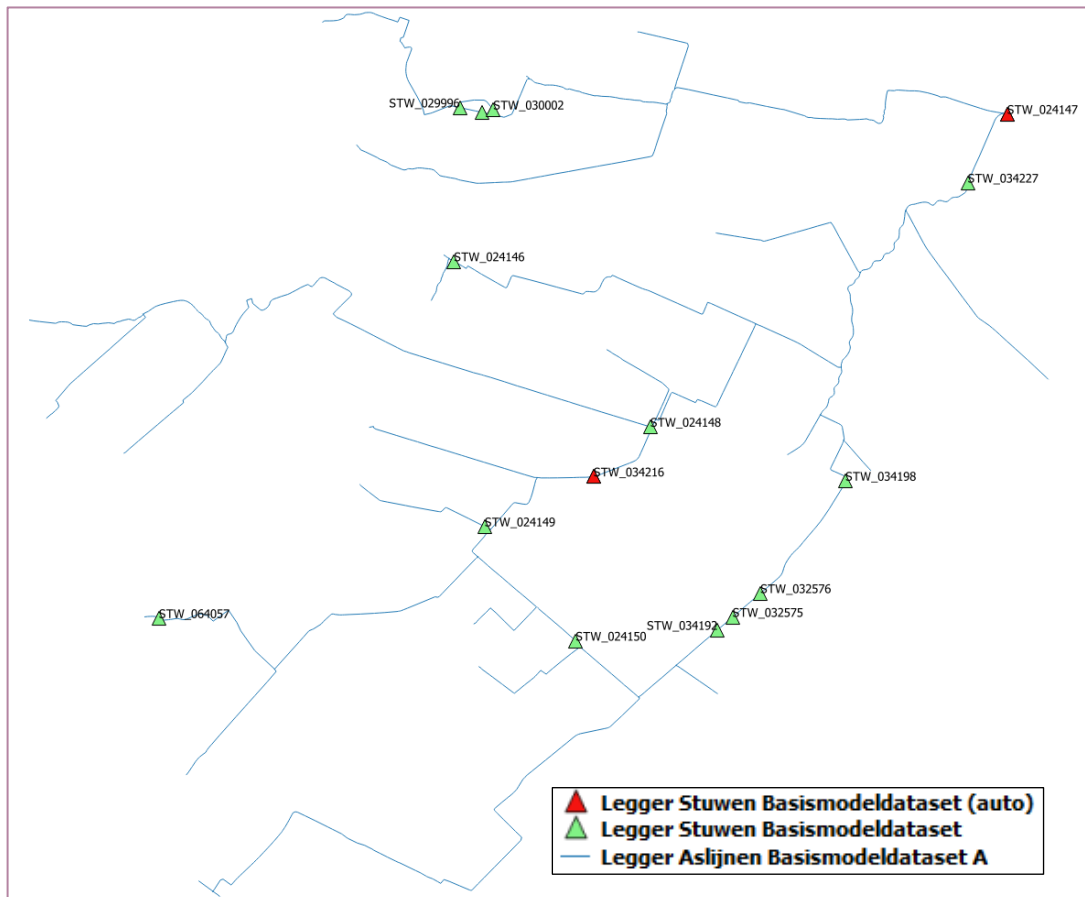 STW_029996
STW_030002
STW_024147
STW_034227
STW_024146
STW_024148
STW_034216
STW_034198
STW_024149
STW_032576
STW_064057
STW_032575
STW_034192
STW_024150
Legger Stuwen Basismodeldataset (auto)
Legger Stuwen Basismodeldataset
Legger Aslijnen Basismodeldataset A